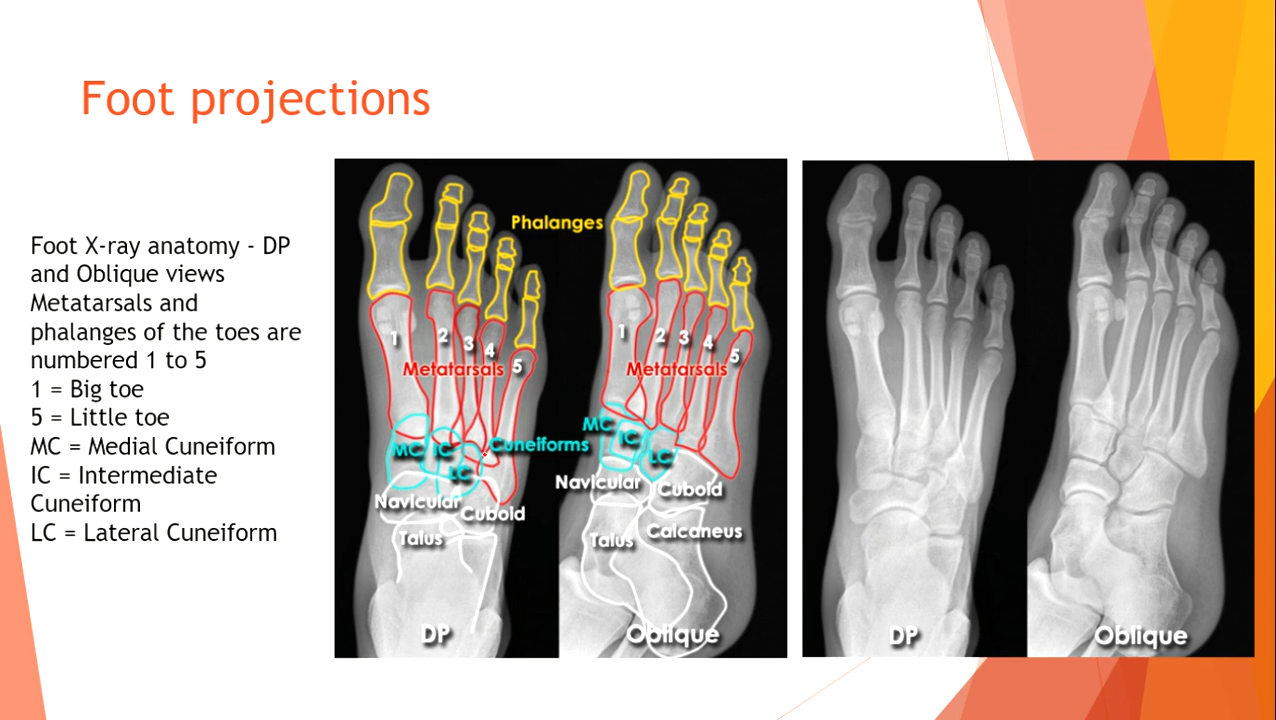 Foot projections
Foot X-ray anatomy - DP
and Oblique views
Metatarsals and
phalanges of the toes are
numbered 1 to 5
1 = Big toe
5 = Little toe
MC = Medial Cuneiform
IC = Intermediate
Cuneiform
LC = Lateral Cuneiform
Phalanges
1 2 3 4 5
Metatarsals
MC IC LC
Cuneiforms
Navicular
Cuboid
Talus
DP
1 2 3 4 5
Metatarsals
MC IC LC
Navicular
Cuboid
Calcaneus
Talus
Oblique
DP
Oblique